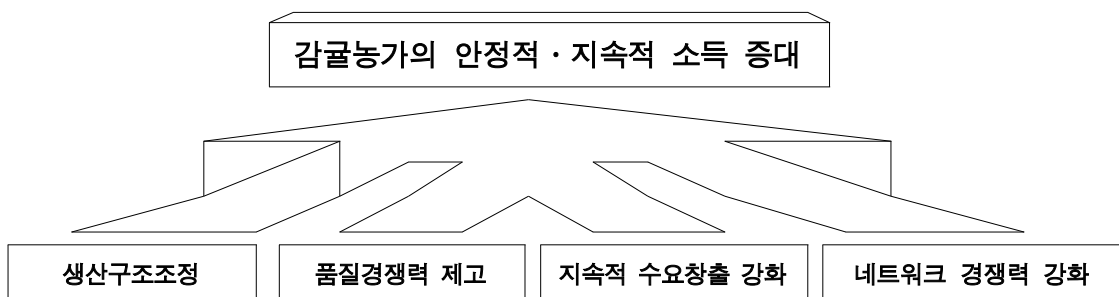 감귤농가의 안정적 · 지속적 소득 증대
생산구조조정
품질경쟁력 제고
지속적 수요창출 강화
네트워크 경쟁력 강화